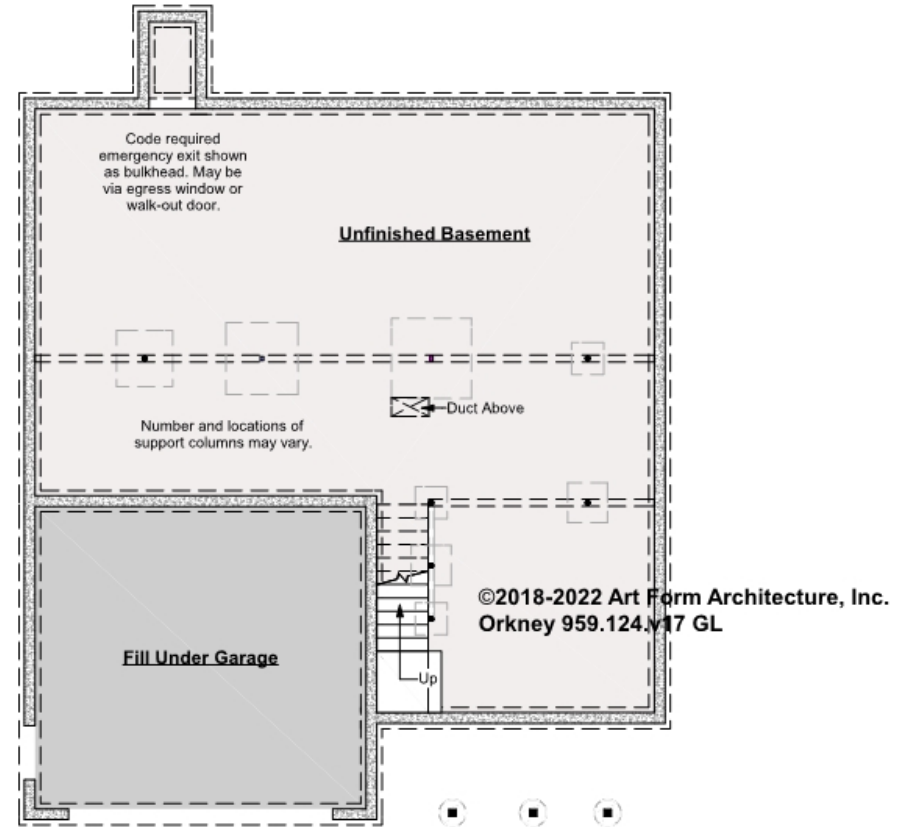 Code required
emergency exit shown
as bulkhead. May be
via egress window or
walk-out door.
Unfinished Basement
Duct Above
Number and locations of
support columns may vary.
©2018-2022 Art Form Architecture, Inc.
Orkney 959.124.v17 GL
Fill Under Garage
Up